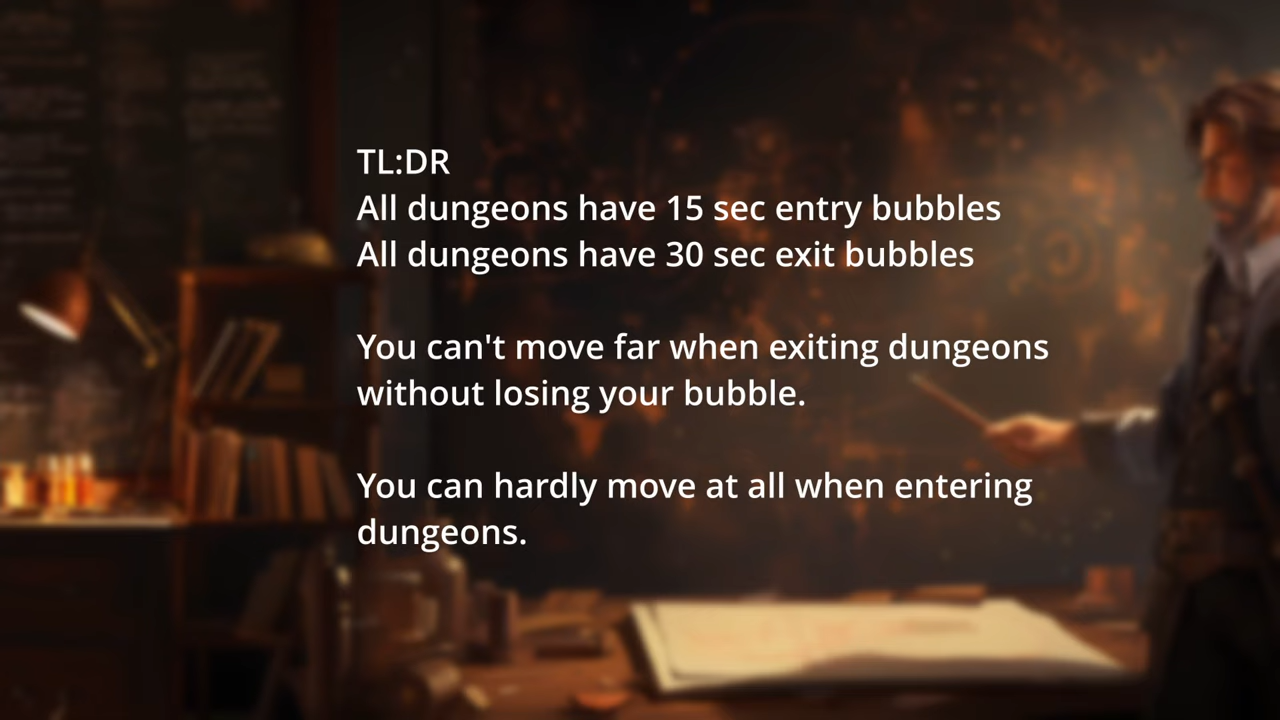 TL:DR
All dungeons have 15 sec entry bubbles
All dungeons have 30 sec exit bubbles
You can't move far when exiting dungeons
without losing your bubble.
You can hardly move at all when entering
dungeons.